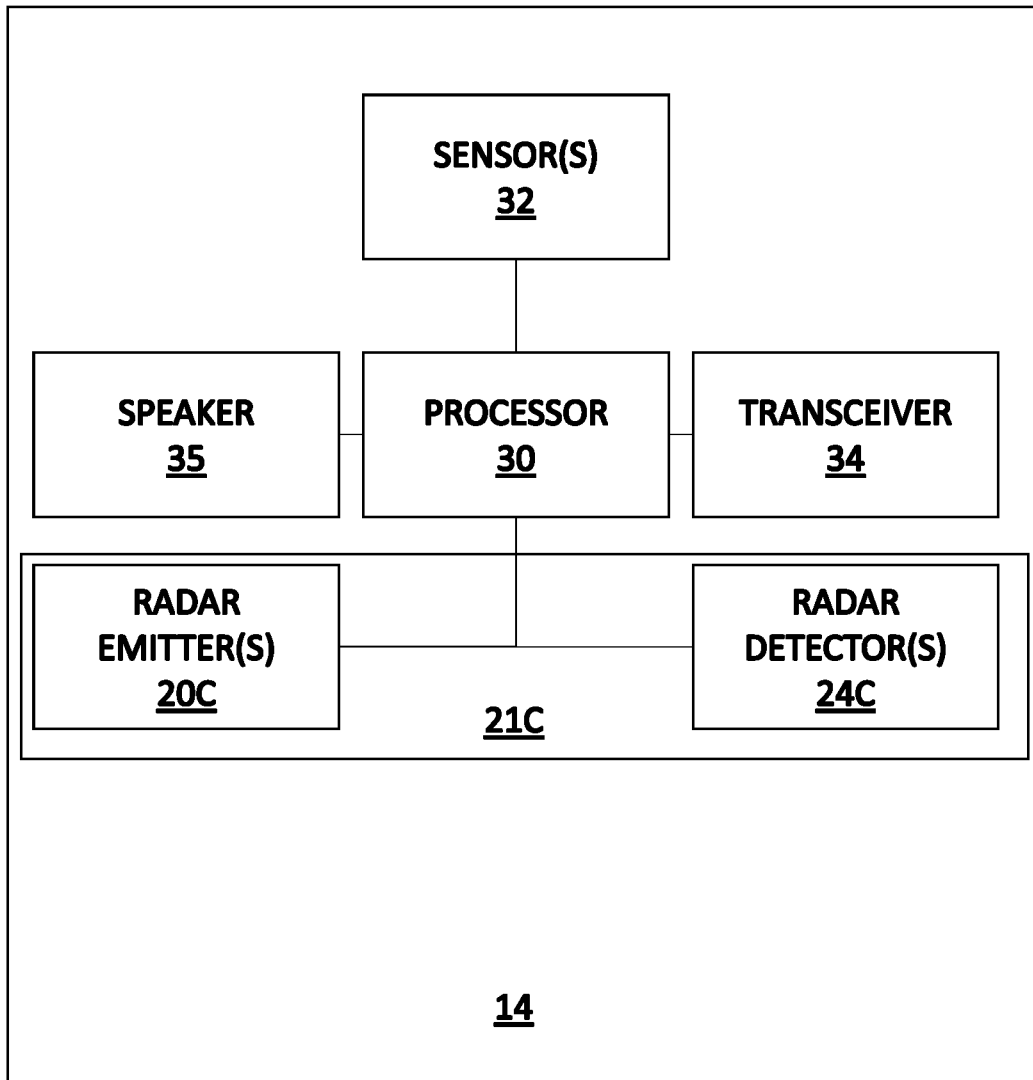 SENSOR(S)
32
SPEAKER
35
PROCESSOR
30
TRANSCEIVER
34
RADAR
EMITTER(S)
20C
RADAR
DETECTOR(S)
24C
21C
14